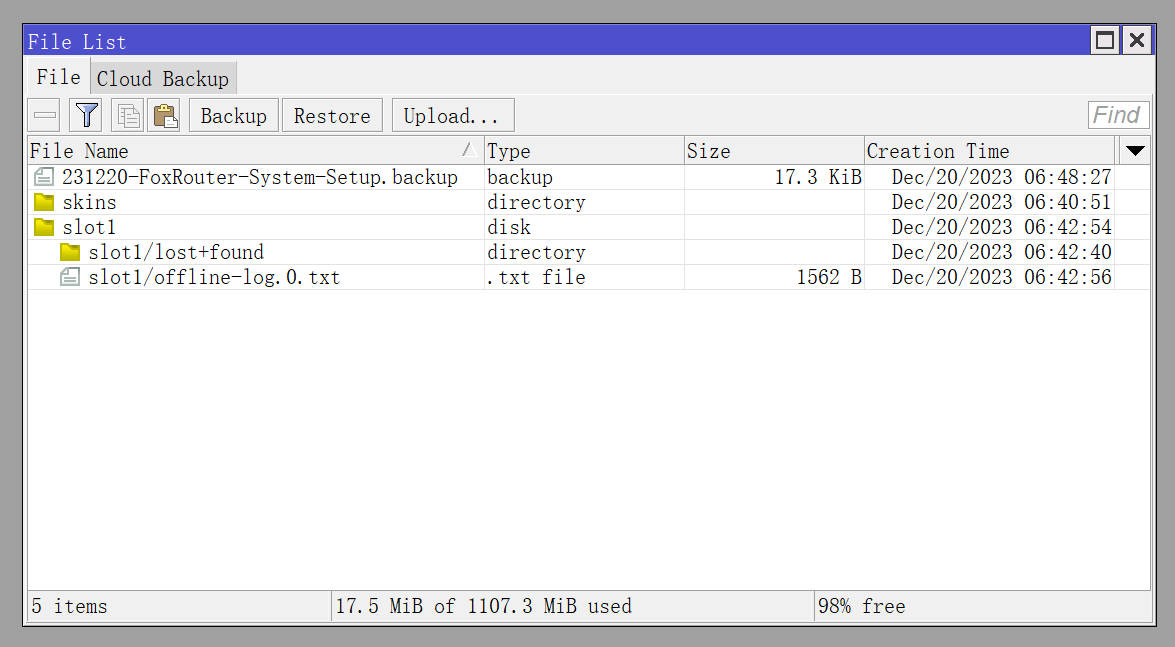 File List
File Cloud Backup
Backup Restore Upload... Find
File Name Type Size Creation Time
231220-FoxRouter-System-Setup.backup backup 17.3 KiB Dec/20/2023 06:48:27
skins directory Dec/20/2023 06:40:51
slot1 disk Dec/20/2023 06:42:54
slot1/lost+found directory Dec/20/2023 06:42:40
slot1/offline-log.0.txt .txt file 1562 B Dec/20/2023 06:42:56
5 items 17.5 MiB of 1107.3 MiB used 98% free